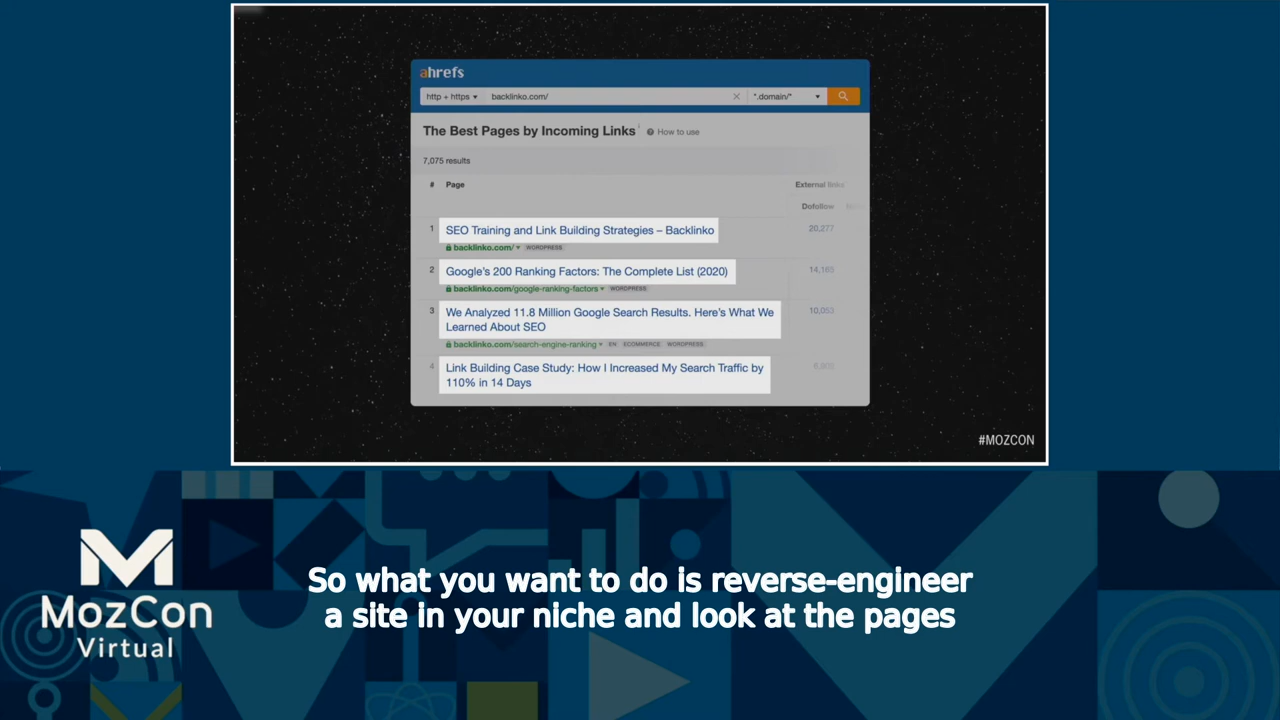 ahrefs
http + https ▾ backlinko.com/ × *.domain/* ▾
The Best Pages by Incoming Links i ? How to use
7,075 results
# Page External links
Dofollow
1 SEO Training and Link Building Strategies – Backlinko 20,277
backlinko.com/ ▾ WORDPRESS
2 Google's 200 Ranking Factors: The Complete List (2020) 14,165
backlinko.com/google-ranking-factors ▾ WORDPRESS
3 We Analyzed 11.8 Million Google Search Results. Here's What We 10,053
Learned About SEO
backlinko.com/search-engine-ranking ▾ EN ECOMMERCE WORDPRESS
4 Link Building Case Study: How I Increased My Search Traffic by
110% in 14 Days
#MOZCON
MozCon
Virtual
So what you want to do is reverse-engineer
a site in your niche and look at the pages